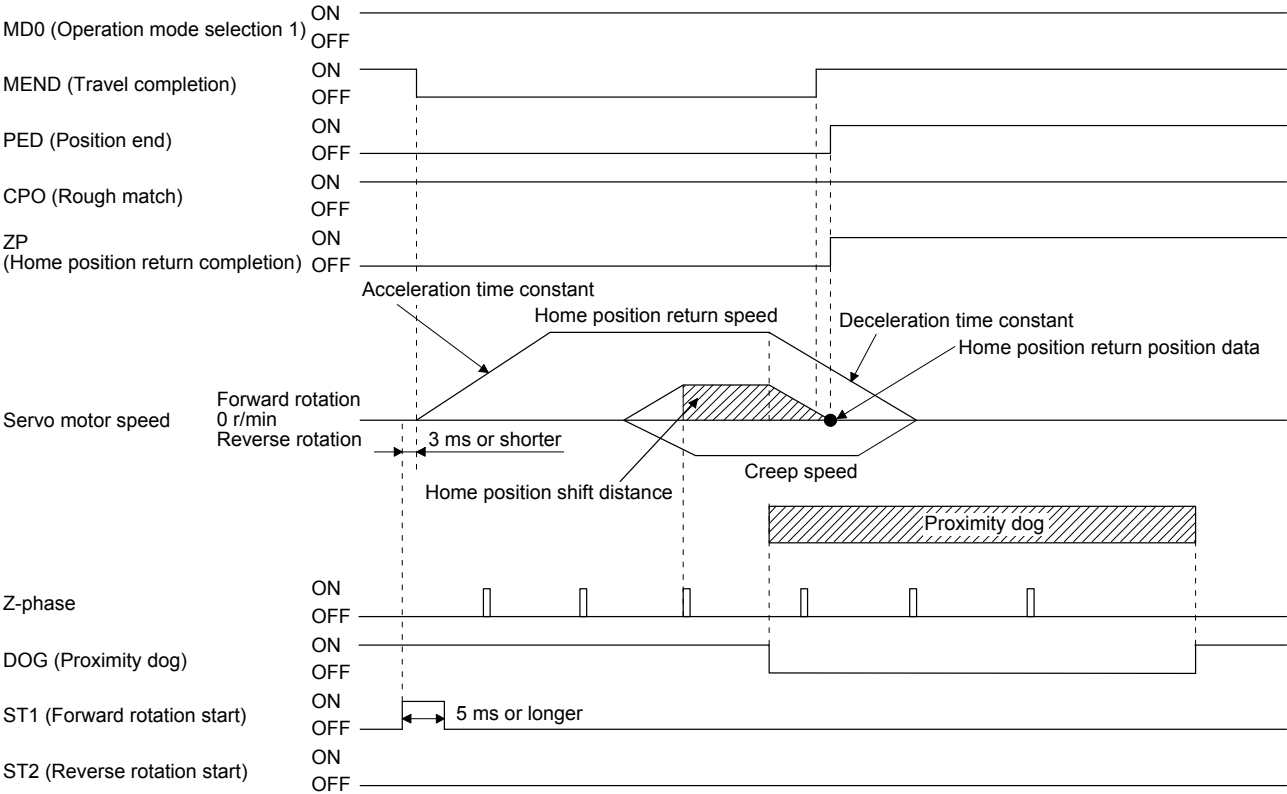 ON
MD0 (Operation mode selection 1)
OFF
ON
MEND (Travel completion)
OFF
ON
PED (Position end)
OFF
ON
CPO (Rough match)
OFF
ON
ZP
(Home position return completion)
OFF
Acceleration time constant
Home position return speed
Deceleration time constant
Home position return position data
Forward rotation
Servo motor speed
0 r/min
Reverse rotation
3 ms or shorter
Creep speed
Home position shift distance
Proximity dog
ON
Z-phase
OFF
ON
DOG (Proximity dog)
OFF
ON
ST1 (Forward rotation start)
5 ms or longer
OFF
ON
ST2 (Reverse rotation start)
OFF